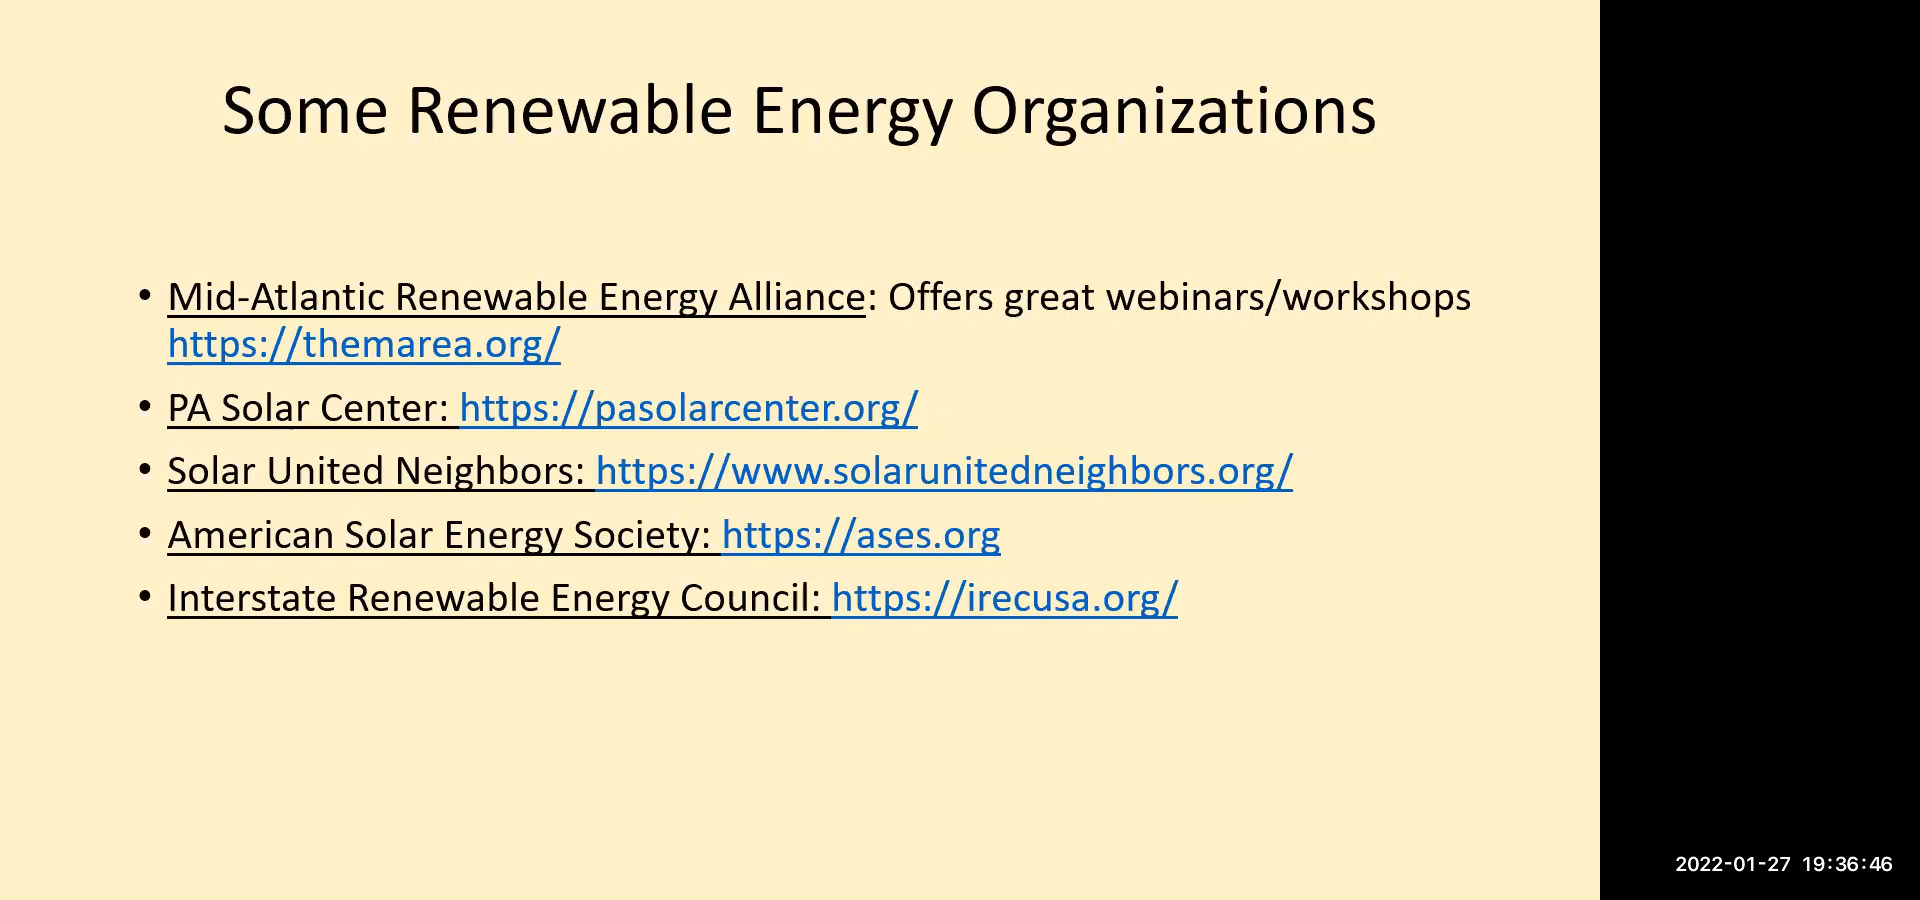 Some Renewable Energy Organizations
• Mid-Atlantic Renewable Energy Alliance: Offers great webinars/workshops
https://themarea.org/
• PA Solar Center: https://pasolarcenter.org/
• Solar United Neighbors: https://www.solarunitedneighbors.org/
• American Solar Energy Society: https://ases.org
• Interstate Renewable Energy Council: https://irecusa.org/
2022-01-27 19:36:46